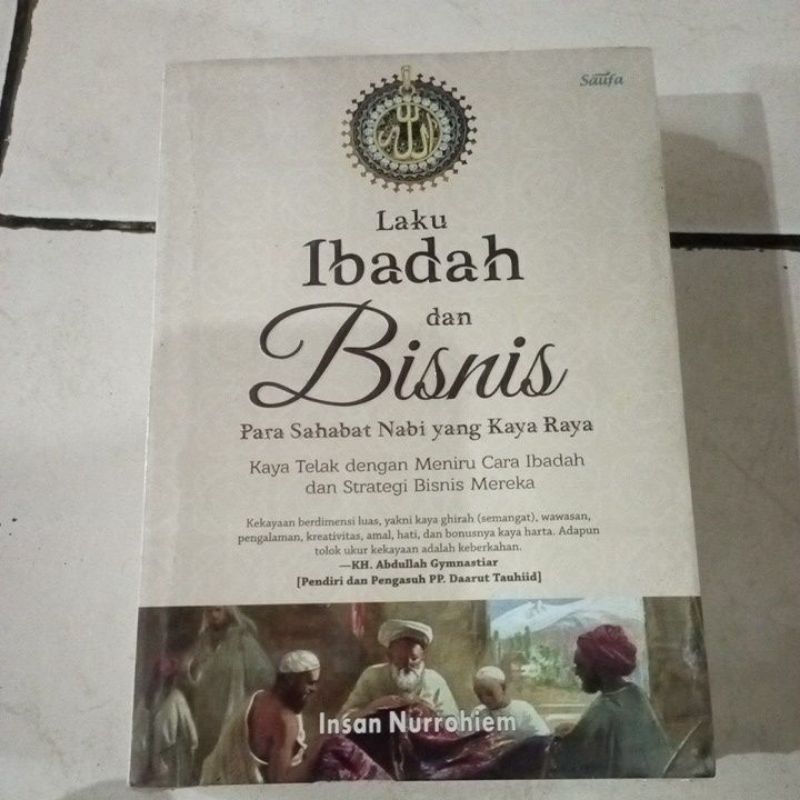 Saufa
الله
Laku
Ibadah
dan
Bisnis
Para Sahabat Nabi yang Kaya Raya
Kaya Telak dengan Meniru Cara Ibadah
dan Strategi Bisnis Mereka
Kekayaan berdimensi luas, yakni kaya ghirah (semangat), wawasan,
pengalaman, kreativitas, amal, hati, dan bonusnya kaya harta. Adapun
tolok ukur kekayaan adalah keberkahan.
—KH. Abdullah Gymnastiar
[Pendiri dan Pengasuh PP. Daarut Tauhiid]
Insan Nurrohiem